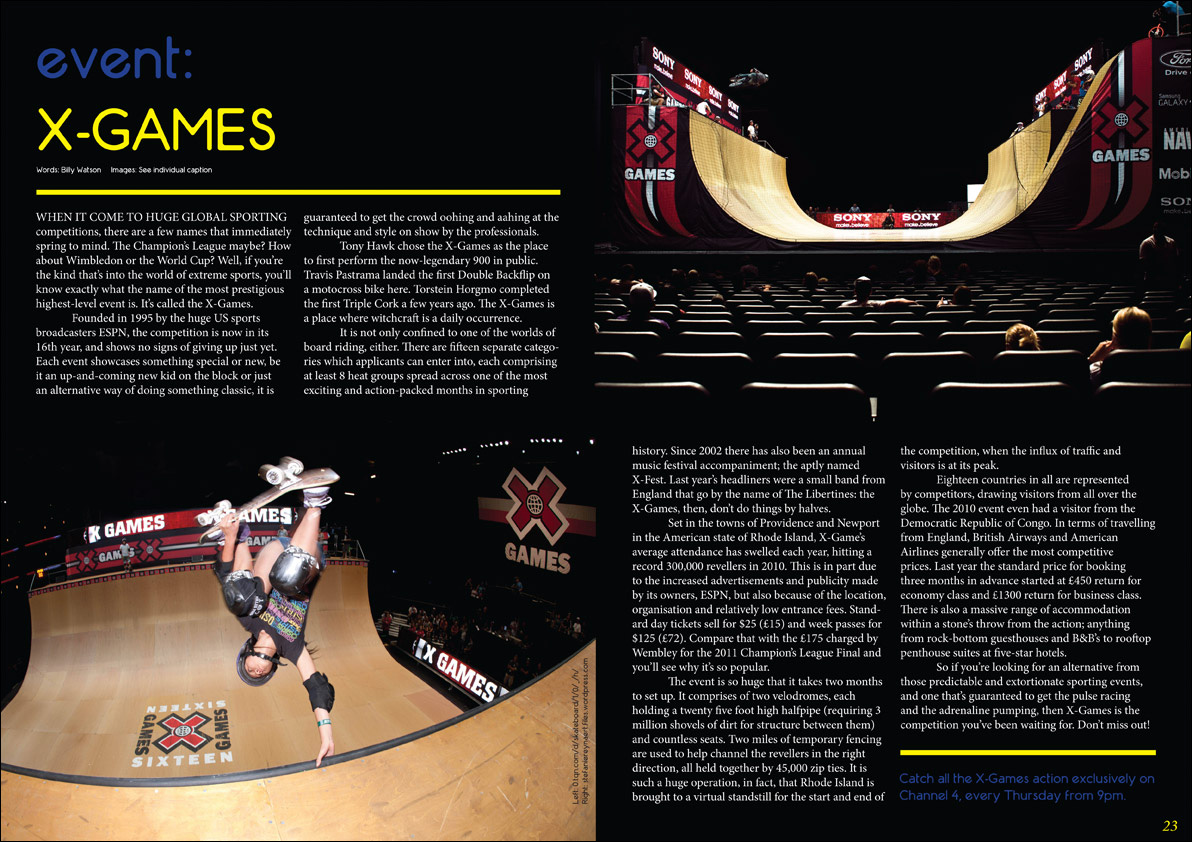 event:
X-GAMES
Words: Billy Watson Images: See individual caption
WHEN IT COME TO HUGE GLOBAL SPORTING
competitions, there are a few names that immediately
spring to mind. The Champion's League maybe? How
about Wimbledon or the World Cup? Well, if you're
the kind that's into the world of extreme sports, you'll
know exactly what the name of the most prestigious
highest-level event is. It's called the X-Games.
Founded in 1995 by the huge US sports
broadcasters ESPN, the competition is now in its
16th year, and shows no signs of giving up just yet.
Each event showcases something special or new, be
it an up-and-coming new kid on the block or just
an alternative way of doing something classic, it is
guaranteed to get the crowd oohing and aahing at the
technique and style on show by the professionals.
Tony Hawk chose the X-Games as the place
to first perform the now-legendary 900 in public.
Travis Pastrama landed the first Double Backflip on
a motocross bike here. Torstein Horgmo completed
the first Triple Cork a few years ago. The X-Games is
a place where witchcraft is a daily occurrence.
It is not only confined to one of the worlds of
board riding, either. There are fifteen separate catego-
ries which applicants can enter into, each comprising
at least 8 heat groups spread across one of the most
exciting and action-packed months in sporting
SONY
make.believe
SONY
make.believe
GAMES
SONY
make.believe
SONY
make.believe
SONY
SONY
GAMES
Ford
Drive
Samsung
GALAXY
NA
Mob
SON
make.be
X GAMES
GAMES
GAMES
GAMES
GAMES
X GAMES
SIXTEEN
GAMES
GAMES
SIXTEEN
Right: stefaniereynaert.files.wordpress.com
history. Since 2002 there has also been an annual
music festival accompaniment; the aptly named
X-Fest. Last year's headliners were a small band from
England that go by the name of The Libertines: the
X-Games, then, don't do things by halves.
Set in the towns of Providence and Newport
in the American state of Rhode Island, X-Game's
average attendance has swelled each year, hitting a
record 300,000 revellers in 2010. This is in part due
to the increased advertisements and publicity made
by its owners, ESPN, but also because of the location,
organisation and relatively low entrance fees. Stand-
ard day tickets sell for $25 (£15) and week passes for
$125 (£72). Compare that with the £175 charged by
Wembley for the 2011 Champion's League Final and
you'll see why it's so popular.
The event is so huge that it takes two months
to set up. It comprises of two velodromes, each
holding a twenty five foot high halfpipe (requiring 3
million shovels of dirt for structure between them)
and countless seats. Two miles of temporary fencing
are used to help channel the revellers in the right
direction, all held together by 45,000 zip ties. It is
such a huge operation, in fact, that Rhode Island is
brought to a virtual standstill for the start and end of
the competition, when the influx of traffic and
visitors is at its peak.
Eighteen countries in all are represented
by competitors, drawing visitors from all over the
globe. The 2010 event even had a visitor from the
Democratic Republic of Congo. In terms of travelling
from England, British Airways and American
Airlines generally offer the most competitive
prices. Last year the standard price for booking
three months in advance started at £450 return for
economy class and £1300 return for business class.
There is also a massive range of accommodation
within a stone's throw from the action; anything
from rock-bottom guesthouses and B&B's to rooftop
penthouse suites at five-star hotels.
So if you're looking for an alternative from
those predictable and extortionate sporting events,
and one that's guaranteed to get the pulse racing
and the adrenaline pumping, then X-Games is the
competition you've been waiting for. Don't miss out!
Catch all the X-Games action exclusively on
Channel 4, every Thursday from 9pm.
23